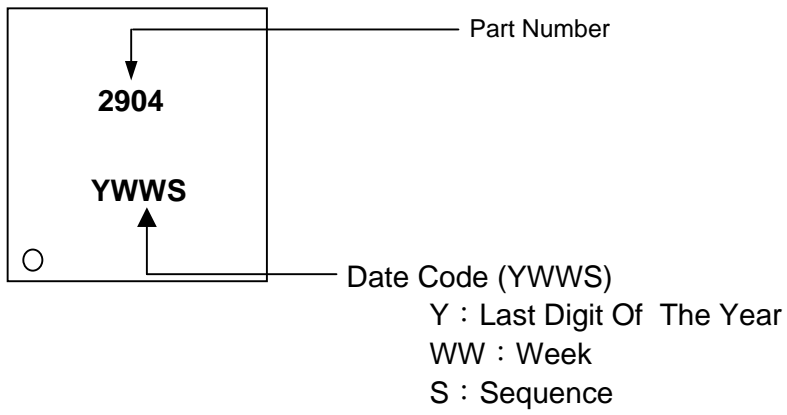 Part Number
2904
YWWS
Date Code (YWWS)
Y：Last Digit Of The Year
WW：Week
S：Sequence